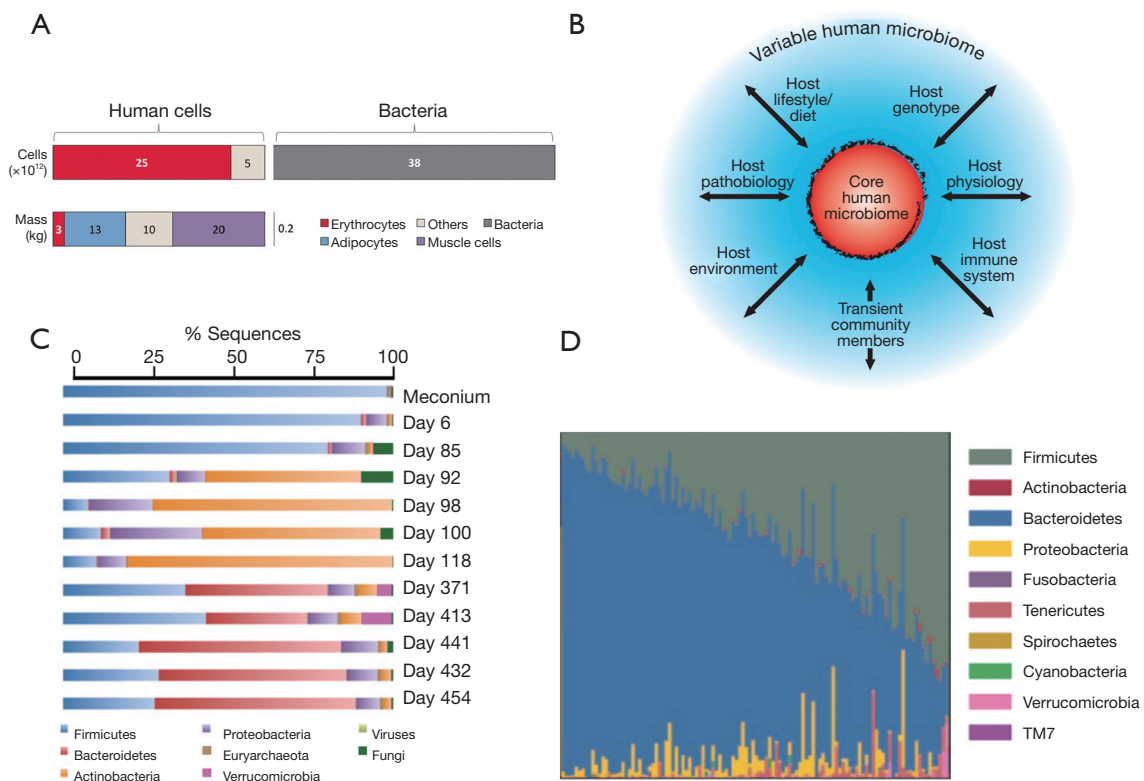 A
Human cells
Bacteria
Cells
(×10¹²)
25
5
38
Mass
(kg)
3
13
10
20
0.2
Erythrocytes
Others
Bacteria
Adipocytes
Muscle cells
B
Variable human microbiome
Host
lifestyle/
diet
Host
genotype
Host
pathobiology
Core
human
microbiome
Host
physiology
Host
environment
Host
immune
system
Transient
community
members
C
% Sequences
0
25
50
75
100
Meconium
Day 6
Day 85
Day 92
Day 98
Day 100
Day 118
Day 371
Day 413
Day 441
Day 432
Day 454
Firmicutes
Proteobacteria
Viruses
Bacteroidetes
Euryarchaeota
Fungi
Actinobacteria
Verrucomicrobia
D
Firmicutes
Actinobacteria
Bacteroidetes
Proteobacteria
Fusobacteria
Tenericutes
Spirochaetes
Cyanobacteria
Verrucomicrobia
TM7